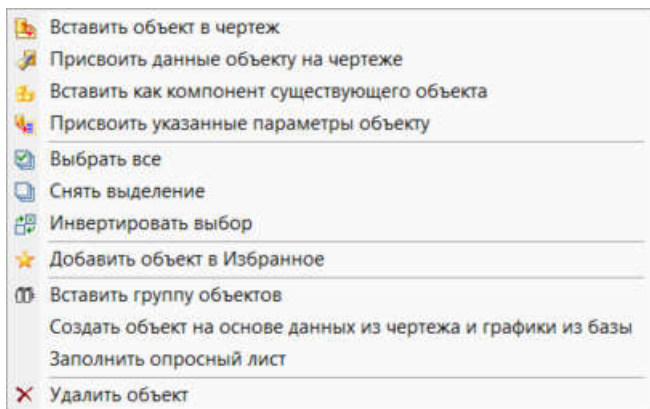 Вставить объект в чертеж
Присвоить данные объекту на чертеже
Вставить как компонент существующего объекта
Присвоить указанные параметры объекту
Выбрать все
Снять выделение
Инвертировать выбор
Добавить объект в Избранное
Вставить группу объектов
Создать объект на основе данных из чертежа и графики из базы
Заполнить опросный лист
Удалить объект